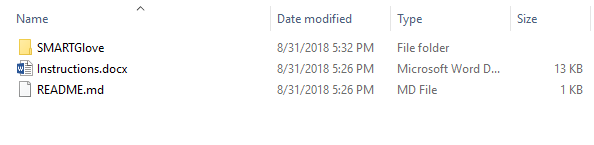 Name Date modified Type Size
SMARTGlove 8/31/2018 5:32 PM File folder
Instructions.docx 8/31/2018 5:26 PM Microsoft Word D... 13 KB
README.md 8/31/2018 5:26 PM MD File 1 KB